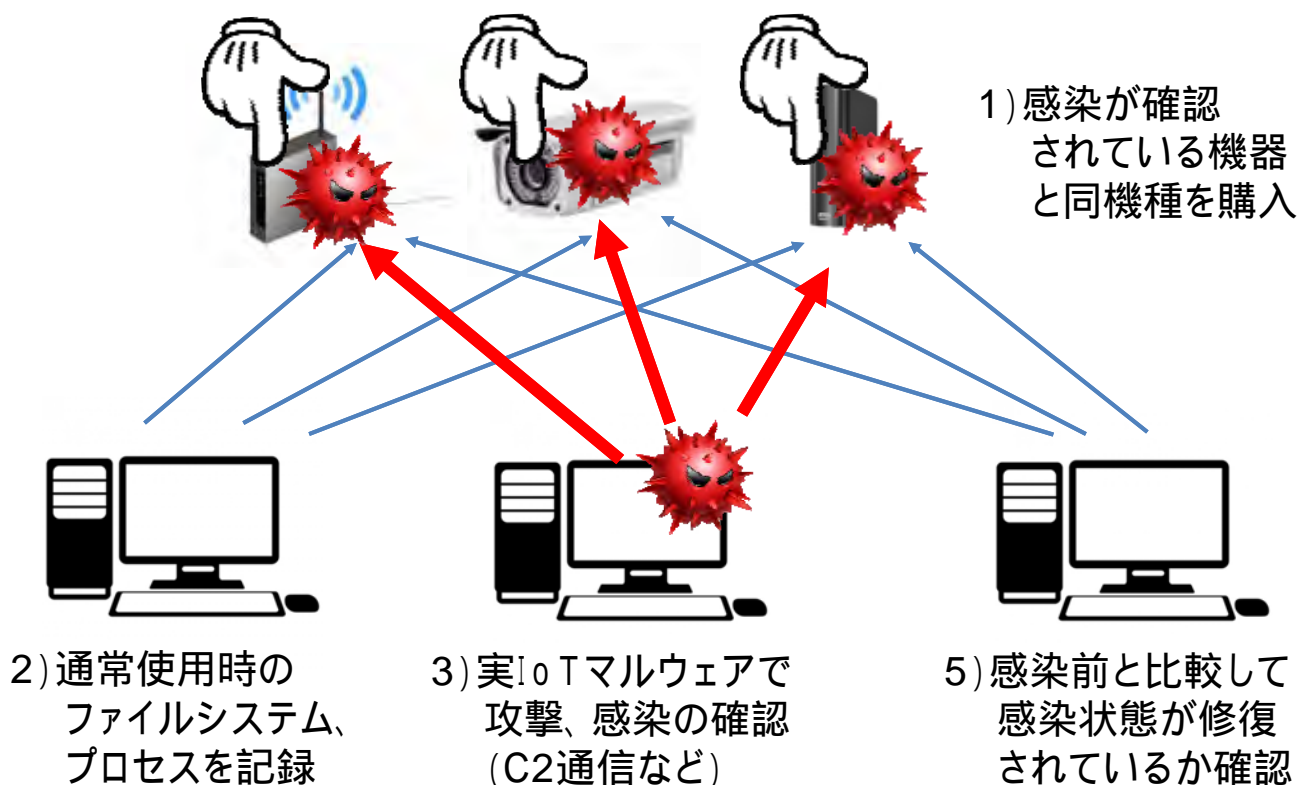 1)感染が確認
されている機器
と同機種を購入
2)通常使用時の
ファイルシステム、
プロセスを記録
3)実IoTマルウェアで
攻撃、感染の確認
(C2通信など)
5)感染前と比較して
感染状態が修復
されているか確認